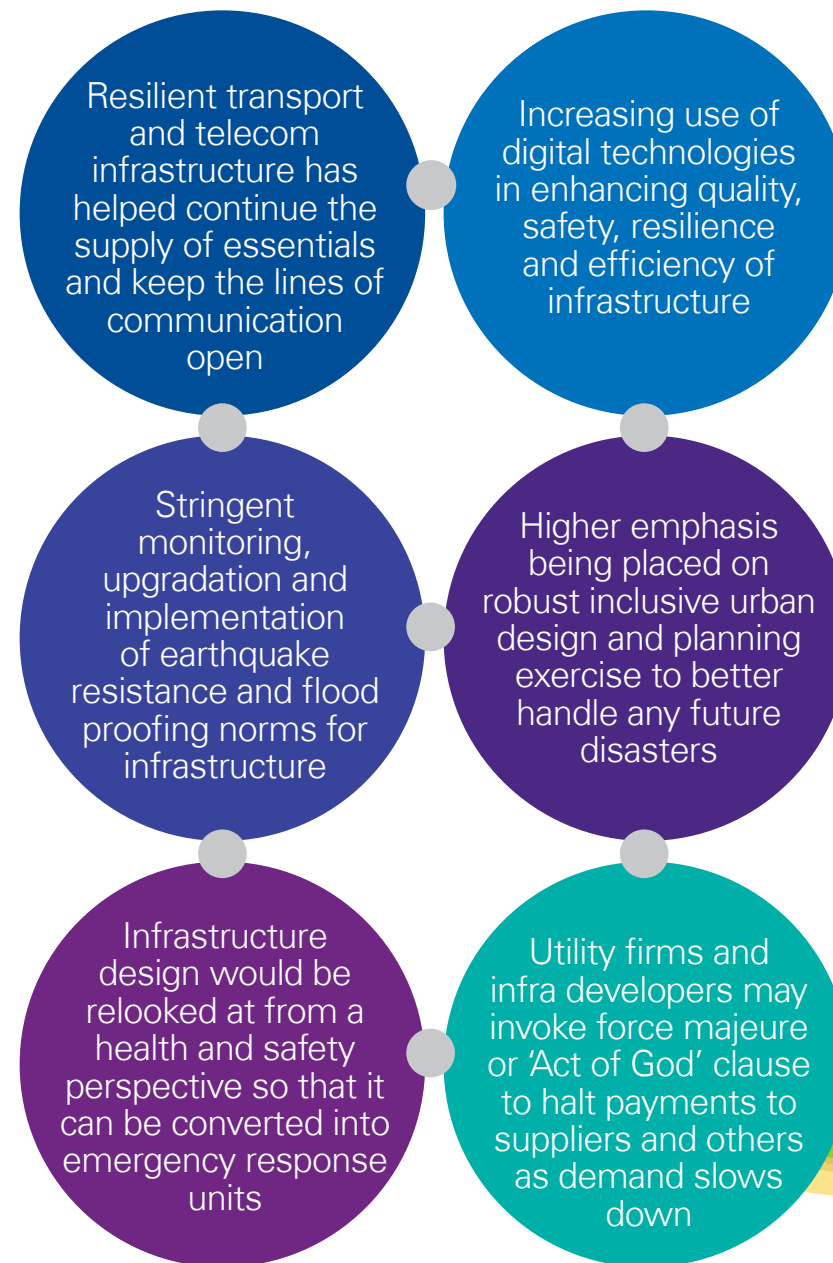 Resilient transport
and telecom
infrastructure has
helped continue the
supply of essentials
and keep the lines of
communication
open
Increasing use of
digital technologies
in enhancing quality,
safety, resilience
and efficiency of
infrastructure
Stringent
monitoring,
upgradation and
implementation
of earthquake
resistance and flood
proofing norms for
infrastructure
Higher emphasis
being placed on
robust inclusive urban
design and planning
exercise to better
handle any future
disasters
Infrastructure
design would be
relooked at from a
health and safety
perspective so that it
can be converted into
emergency response
units
Utility firms and
infra developers may
invoke force majeure
or ‘Act of God’ clause
to halt payments to
suppliers and others
as demand slows
down